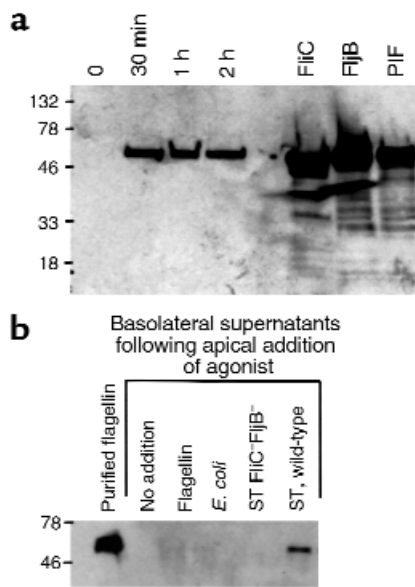 a
0
30 min
1 h
2 h
FliC
FljB
PIF
132
78
46
33
18
b
Basolateral supernatants
following apical addition
of agonist
Purified flagellin
No addition
Flagellin
E. coli
ST FliC⁻FljB⁻
ST, wild-type
78
46